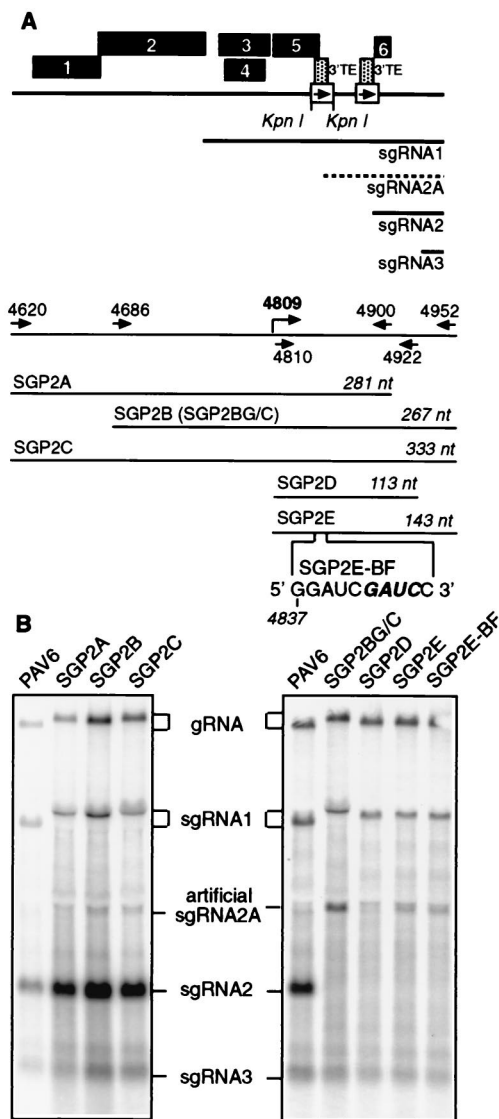 A
2 3 5 6
1 4 3'TE 3'TE
Kpn I Kpn I
sgRNA1
sgRNA2A
sgRNA2
sgRNA3
4620 4686 4809 4900 4952
4810 4922
SGP2A 281 nt
SGP2B (SGP2BG/C) 267 nt
SGP2C 333 nt
SGP2D 113 nt
SGP2E 143 nt
SGP2E-BF
5' GGAUCGAUCC 3'
4837
B
PAV6 SGP2A SGP2B SGP2C PAV6 SGP2BG/C SGP2D SGP2E SGP2E-BF
gRNA
sgRNA1
artificial
sgRNA2A
sgRNA2
sgRNA3